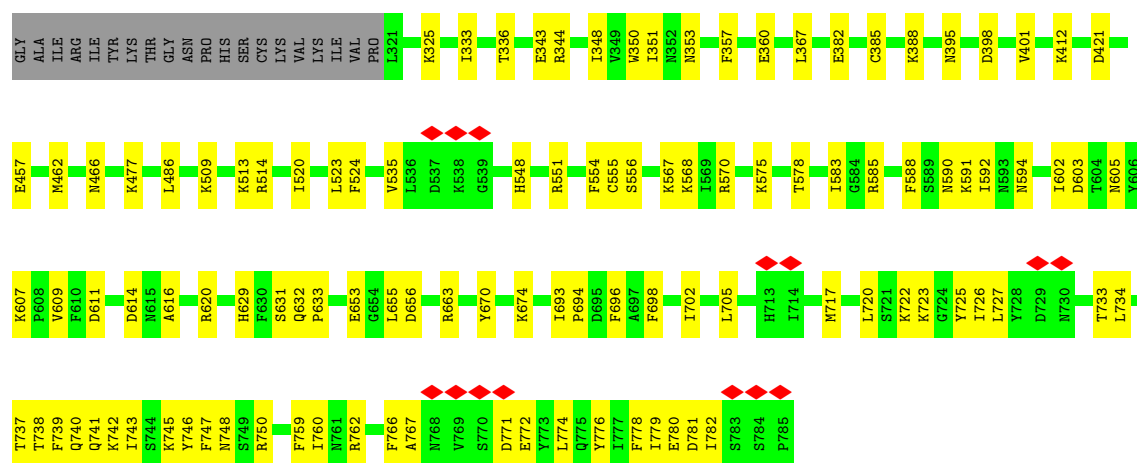 GLY ALA ILE ARG ILE TYR LYS THR GLY ASN PRO HIS SER CYS LYS VAL LYS ILE VAL PRO L321 K325 I333 T336 E343 R344 I348 V349 W350 I351 N352 N353 F357 E360 L367 E382 C385 K388 N395 D398 V401 K412 D421
E457 M462 N466 K477 L486 K509 K513 R514 I520 L523 F524 V535 L536 D537 K538 G539 H548 R551 F554 C555 S556 K567 K568 I569 R570 K575 T578 I583 G584 R585 F588 S589 N590 K591 I592 N593 N594 I602 D603 T604 N605 Y606
K607 P608 V609 F610 D611 D614 N615 A616 R620 H629 F630 S631 Q632 P633 E653 G654 L655 D656 R663 Y670 K674 I693 P694 D695 F696 A697 F698 I702 L705 H713 I714 M717 L720 S721 K722 K723 G724 Y725 I726 L727 Y728 D729 N730 T733 L734
T737 T738 F739 Q740 Q741 K742 I743 S744 K745 Y746 F747 N748 S749 R750 F759 I760 N761 R762 F766 A767 N768 V769 S770 D771 E772 Y773 L774 Q775 Y776 I777 F778 I779 E780 D781 I782 S783 S784 P785